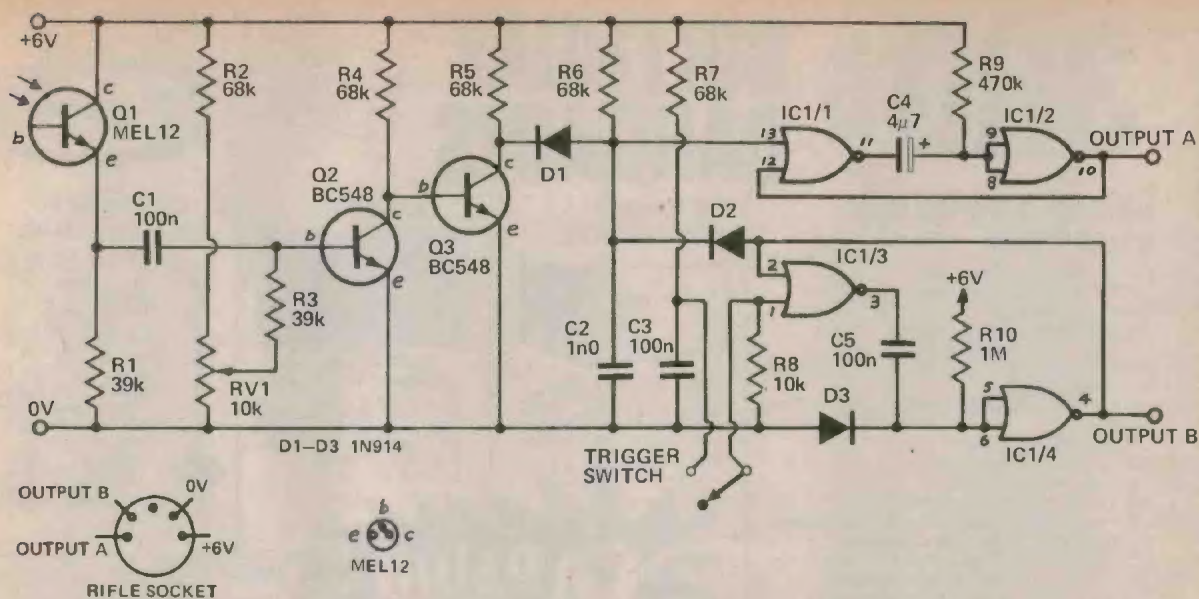 +6V
c
Q1
MEL12
b
e
R2
68k
R4
68k
R5
68k
R6
68k
R7
68k
R9
470k
C4
4µ7
+
IC1/1
13
12
11
IC1/2
9
8
10
OUTPUT A
C1
100n
Q2
BC548
b
c
e
b
c
e
Q3
BC548
D1
D2
IC1/3
2
1
3
+6V
R3
39k
R1
39k
RV1
10k
C2
1n0
C3
100n
R8
10k
C5
100n
R10
1M
D3
5
6
4
IC1/4
OUTPUT B
0V
D1–D3 1N914
TRIGGER
SWITCH
OUTPUT B
0V
OUTPUT A
+6V
RIFLE SOCKET
b
e
c
MEL12